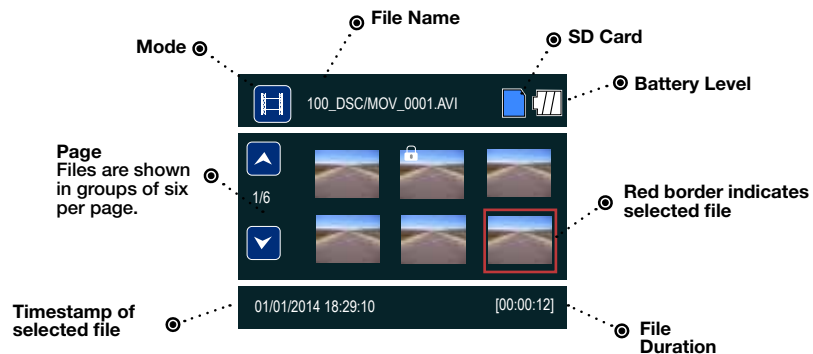 File Name
Mode
SD Card
Battery Level
100_DSC/MOV_0001.AVI
Page
Files are shown
in groups of six
per page.
1/6
Red border indicates
selected file
Timestamp of
selected file
01/01/2014 18:29:10
[00:00:12]
File
Duration